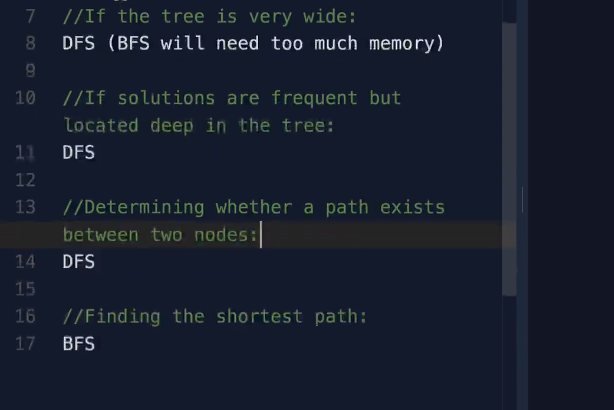 7 //If the tree is very wide:
8 DFS (BFS will need too much memory)
9
10 //If solutions are frequent but
located deep in the tree:
11 DFS
12
13 //Determining whether a path exists
between two nodes:
14 DFS
15
16 //Finding the shortest path:
17 BFS